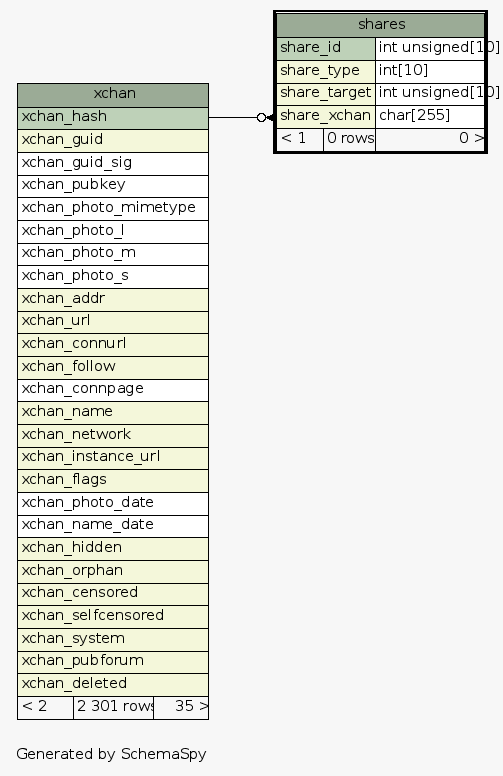 shares
share_id int unsigned[10]
share_type int[10]
share_target int unsigned[10]
share_xchan char[255]
< 1 0 rows 0 >
xchan
xchan_hash
xchan_guid
xchan_guid_sig
xchan_pubkey
xchan_photo_mimetype
xchan_photo_l
xchan_photo_m
xchan_photo_s
xchan_addr
xchan_url
xchan_connurl
xchan_follow
xchan_connpage
xchan_name
xchan_network
xchan_instance_url
xchan_flags
xchan_photo_date
xchan_name_date
xchan_hidden
xchan_orphan
xchan_censored
xchan_selfcensored
xchan_system
xchan_pubforum
xchan_deleted
< 2 2 301 rows 35 >
Generated by SchemaSpy